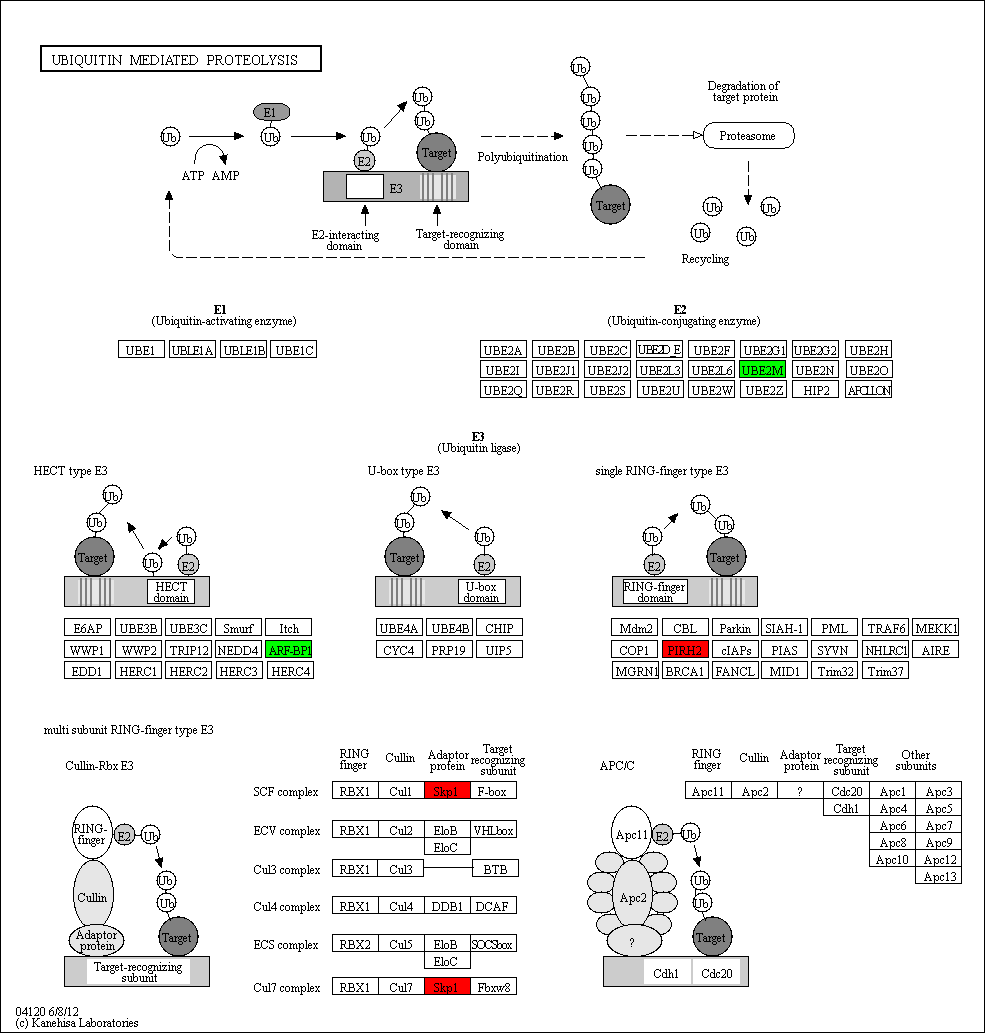 UBIQUITIN MEDIATED PROTEOLYSIS
Ub
ATP AMP
E1
Ub
Ub
Ub
Ub
E2
Target
E3
E2-interacting
domain
Target-recognizing
domain
Polyubiquitination
Ub
Ub
Ub
Ub
Ub
Target
Degradation of
target protein
Proteasome
Ub
Ub
Ub
Ub
Recycling
E1
(Ubiquitin-activating enzyme)
UBE1 UBLE1A UBLE1B UBE1C
E2
(Ubiquitin-conjugating enzyme)
UBE2A UBE2B UBE2C UBE2D_E UBE2F UBE2G1 UBE2G2 UBE2H
UBE2I UBE2J1 UBE2J2 UBE2L3 UBE2L6 UBE2M UBE2N UBE2O
UBE2Q UBE2R UBE2S UBE2U UBE2W UBE2Z HIP2 APCLLON
E3
(Ubiquitin ligase)
HECT type E3
Ub
Ub
Ub
Ub
Target
E2
HECT
domain
E6AP UBE3B UBE3C Smurf Itch
WWP1 WWP2 TRIP12 NEDD4 ARF-BP1
EDD1 HERC1 HERC2 HERC3 HERC4
U-box type E3
Ub
Ub
Ub
Target
E2
U-box
domain
UBE4A UBE4B CHIP
CYC4 PRP19 UIP5
single RING-finger type E3
Ub
Ub
Ub
E2
Target
RING-finger
domain
Mdm2 CBL Parkin SIAH-1 PML TRAF6 MEKK1
COP1 PIRH2 cIAPs PIAS SYVN NHLRC1 AIRE
MGRN1 BRCA1 FANCL MID1 Trim32 Trim37
multi subunit RING-finger type E3
Cullin-Rbx E3
RING-
finger
E2
Ub
Cullin
Ub
Ub
Adaptor
protein
Target
Target-recognizing
subunit
RING
finger
Cullin
Adaptor
protein
Target
recognizing
subunit
SCF complex RBX1 Cul1 Skp1 F-box
ECV complex RBX1 Cul2 EloB VHLbox
EloC
Cul3 complex RBX1 Cul3 BTB
Cul4 complex RBX1 Cul4 DDB1 DCAF
ECS complex RBX2 Cul5 EloB SOCSbox
EloC
Cul7 complex RBX1 Cul7 Skp1 Fbxw8
APC/C
RING
finger
Cullin
Adaptor
protein
Target
recognizing
subunit
Other
subunits
Apc11 Apc2 ? Cdc20 Apc1 Apc3
Cdh1 Apc4 Apc5
Apc6 Apc7
Apc8 Apc9
Apc10 Apc12
Apc13
Apc11
E2
Ub
Apc2
Ub
Ub
?
Target
Cdh1 Cdc20
04120 6/8/12
(c) Kanehisa Laboratories